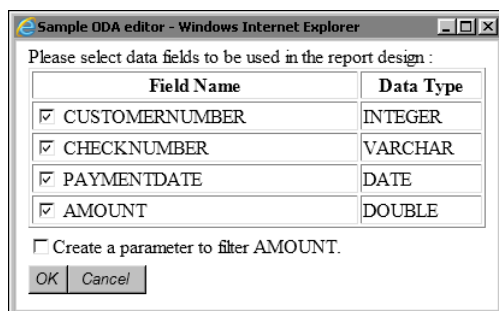 Sample ODA editor - Windows Internet Explorer
Please select data fields to be used in the report design :
Field Name Data Type
CUSTOMERNUMBER INTEGER
CHECKNUMBER VARCHAR
PAYMENTDATE DATE
AMOUNT DOUBLE
Create a parameter to filter AMOUNT.
OK Cancel